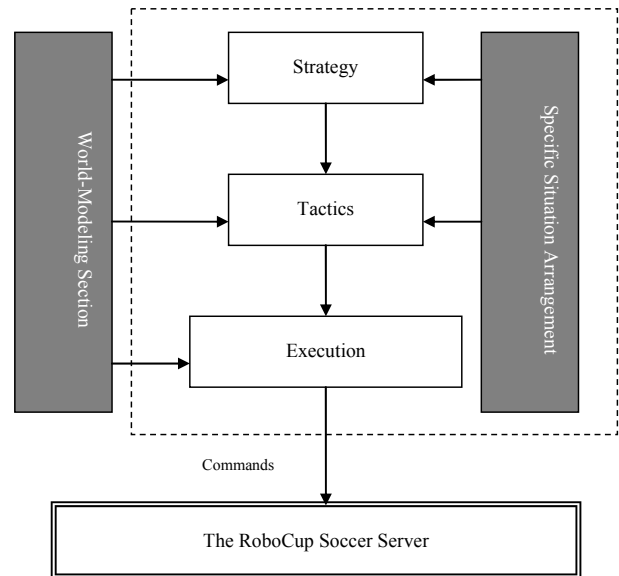 Strategy
World-Modeling Section
Specific Situation Arrangement
Tactics
Execution
Commands
The RoboCup Soccer Server